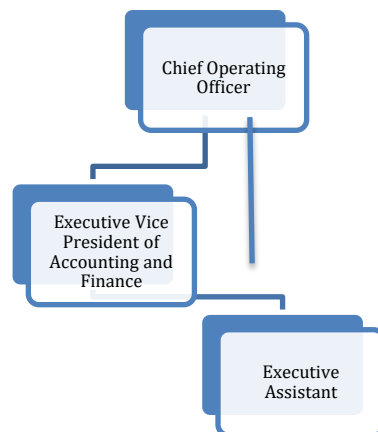 Chief Operating
Officer
Executive Vice
President of
Accounting and
Finance
Executive
Assistant